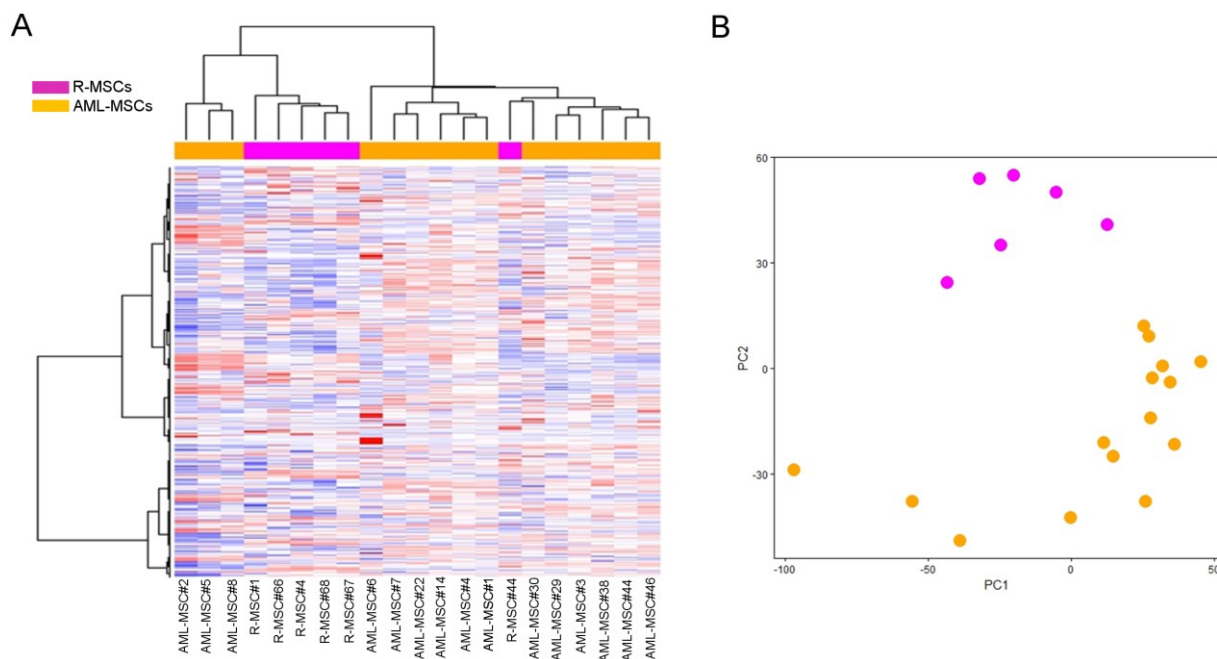 A
R-MSCs
AML-MSCs
AML-MSC#2
AML-MSC#5
AML-MSC#8
R-MSC#1
R-MSC#66
R-MSC#4
R-MSC#68
R-MSC#67
AML-MSC#6
AML-MSC#7
AML-MSC#22
AML-MSC#14
AML-MSC#4
AML-MSC#1
R-MSC#44
AML-MSC#30
AML-MSC#29
AML-MSC#3
AML-MSC#38
AML-MSC#44
AML-MSC#46
B
60
30
0
-30
PC2
-100
-50
0
50
PC1